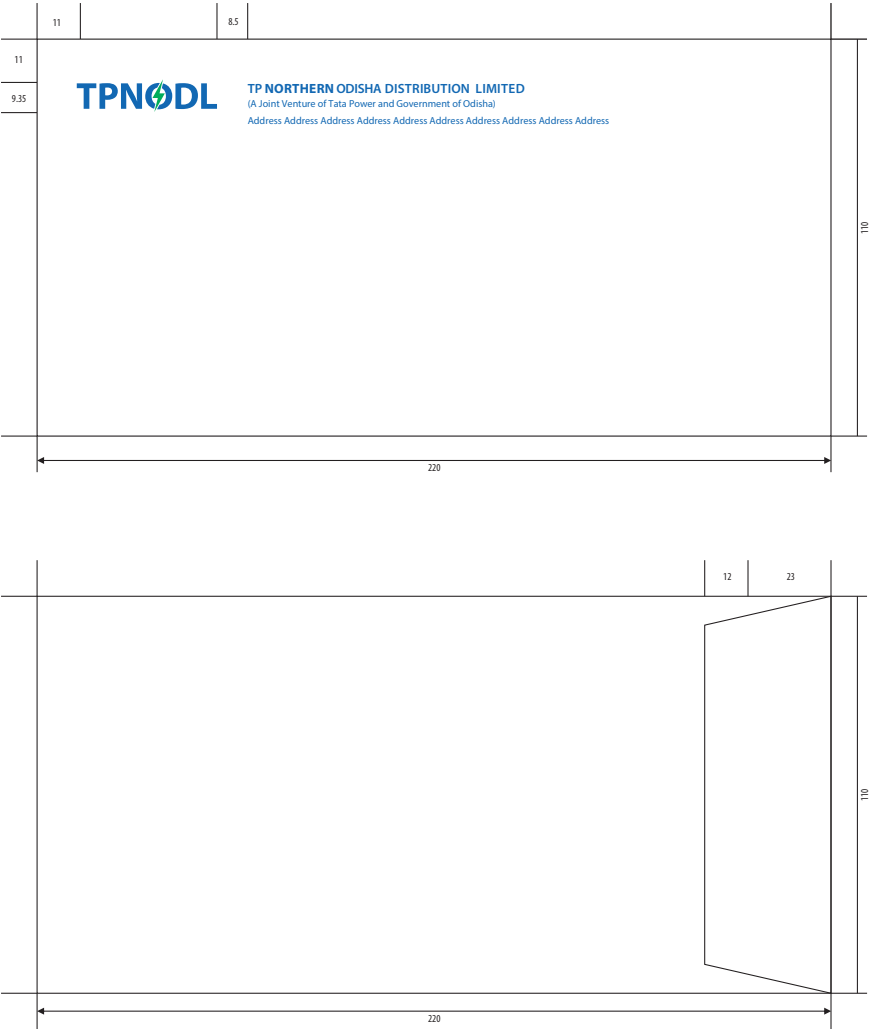 11
8.5
11
9.35
TPNODL
TP NORTHERN ODISHA DISTRIBUTION LIMITED
(A Joint Venture of Tata Power and Government of Odisha)
Address Address Address Address Address Address Address Address Address Address
110
220
12
23
110
220